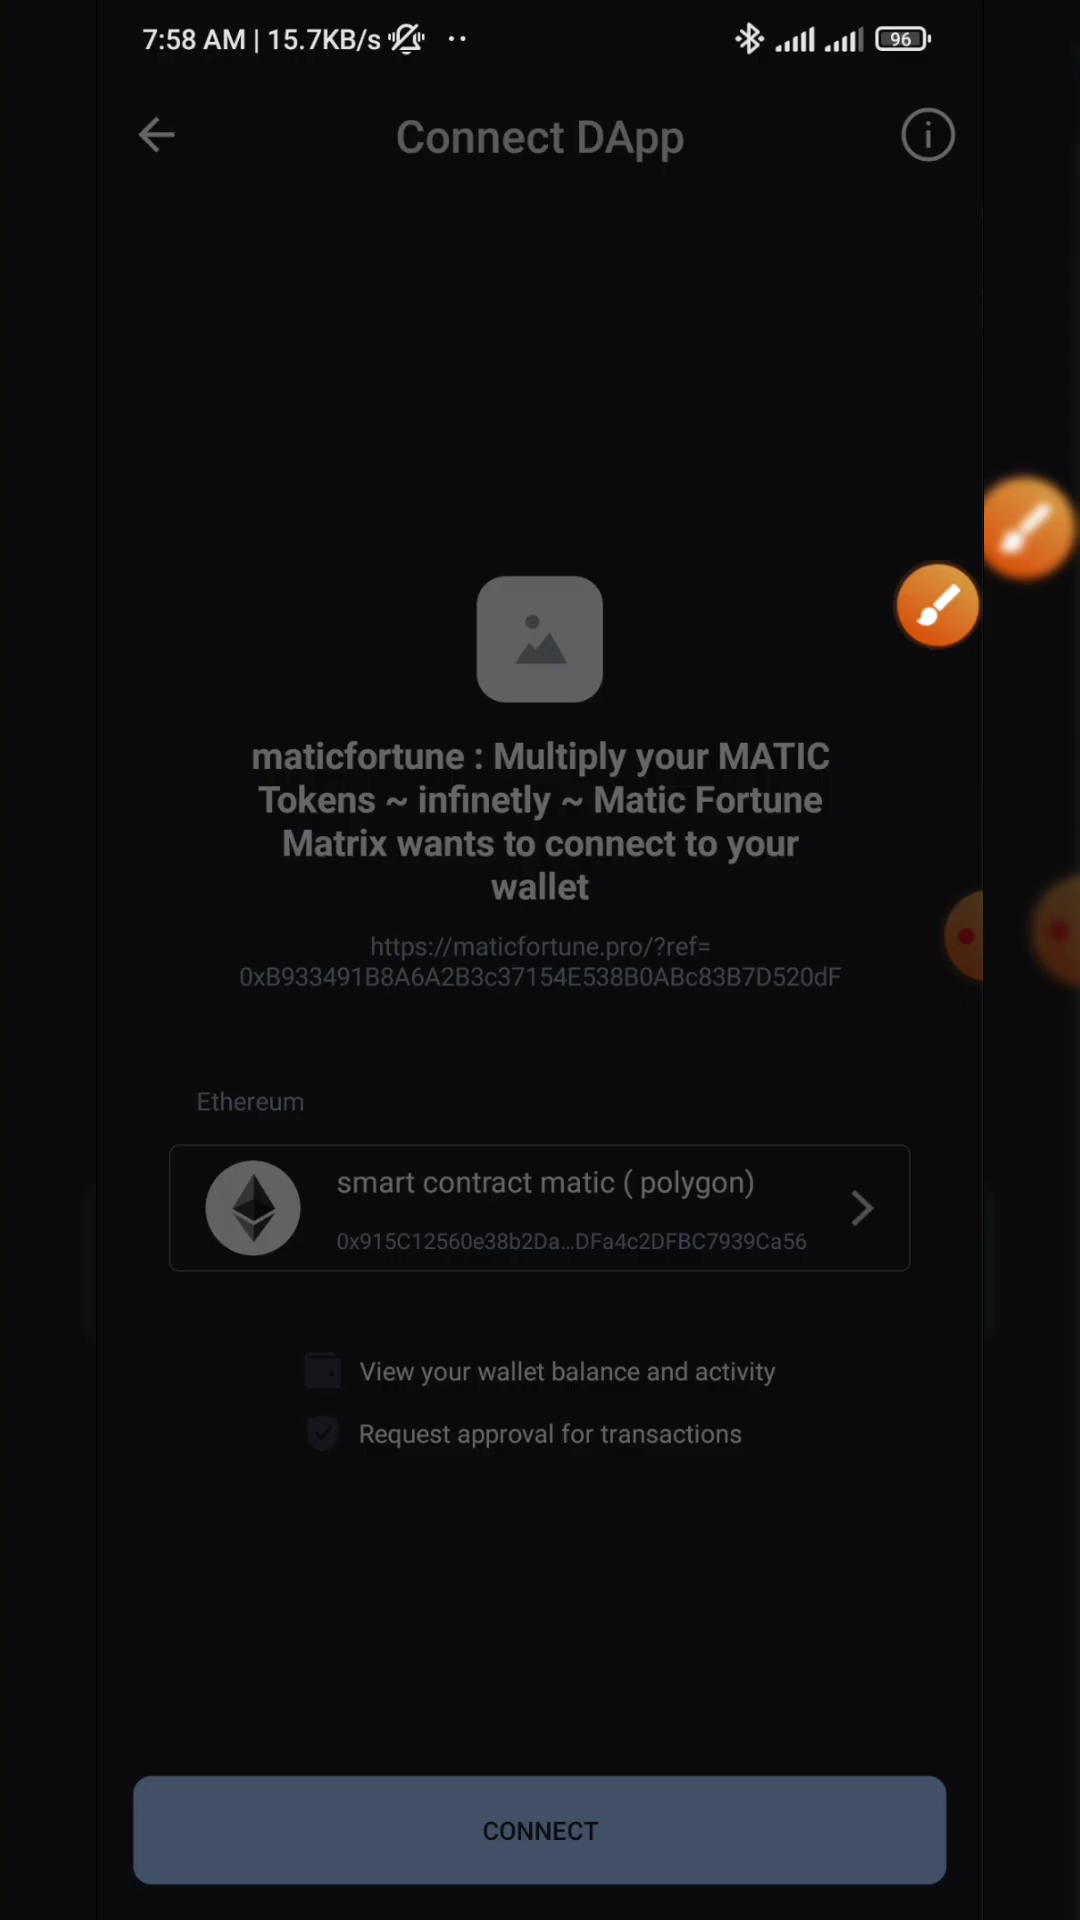 7:58 AM | 15.7KB/s
96
Connect DApp
maticfortune : Multiply your MATIC
Tokens ~ infinetly ~ Matic Fortune
Matrix wants to connect to your
wallet
https://maticfortune.pro/?ref=
0xB933491B8A6A2B3c37154E538B0ABc83B7D520dF
Ethereum
smart contract matic ( polygon)
0x915C12560e38b2Da...DFa4c2DFBC7939Ca56
View your wallet balance and activity
Request approval for transactions
CONNECT